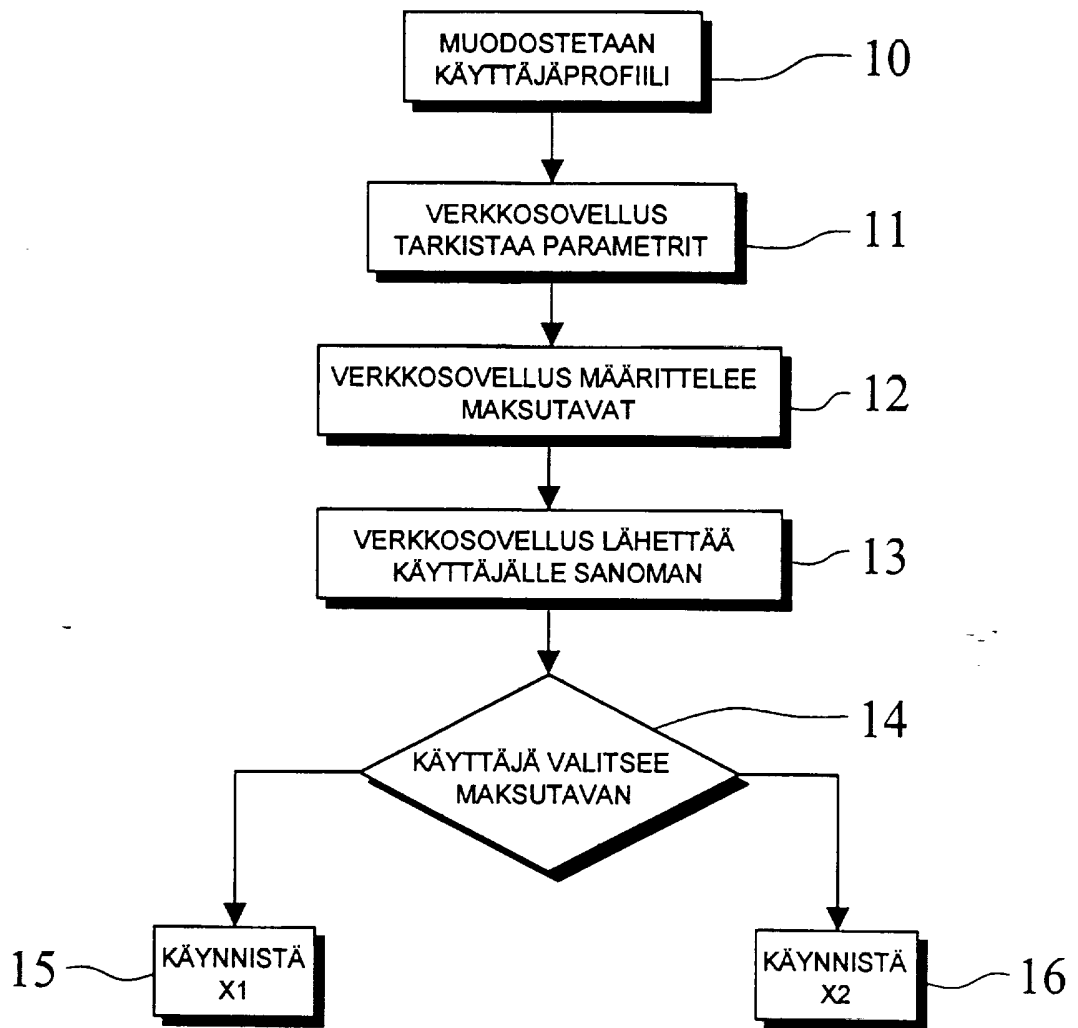 MUODOSTETAAN
KÄYTTÄJÄPROFIILI
10
VERKKOSOVELLUS
TARKISTAA PARAMETRIT
11
VERKKOSOVELLUS MÄÄRITTELEE
MAKSUTAVAT
12
VERKKOSOVELLUS LÄHETTÄÄ
KÄYTTÄJÄLLE SANOMAN
13
14
KÄYTTÄJÄ VALITSEE
MAKSUTAVAN
15
KÄYNNISTÄ
X1
KÄYNNISTÄ
X2
16